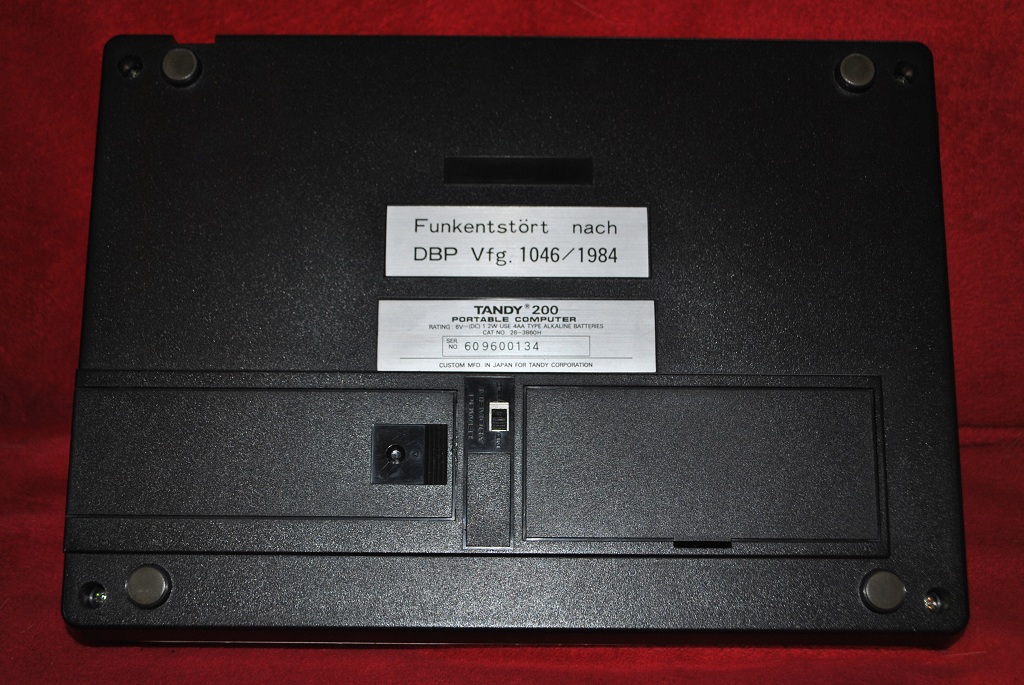 Funkentstört nach
DBP Vfg. 1046/1984
TANDY® 200
PORTABLE COMPUTER
RATING 6V⎓(DC) 1.2W USE 4AA TYPE ALKALINE BATTERIES
CAT NO. 26-3860H
SER. NO. 609600134
CUSTOM MFD. IN JAPAN FOR TANDY CORPORATION
MEMORY